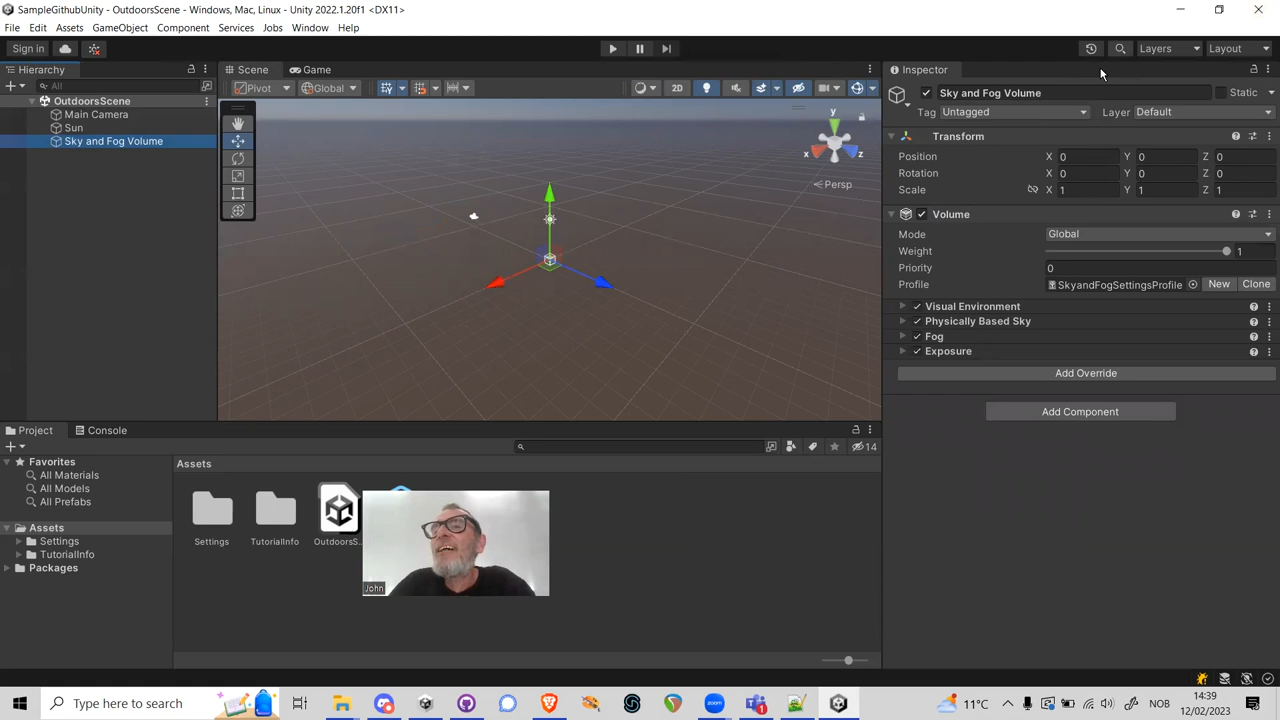 SampleGithubUnity - OutdoorsScene - Windows, Mac, Linux - Unity 2022.1.20f1 <DX11>
File Edit Assets GameObject Component Services Jobs Window Help
Sign in
Layers
Layout
Hierarchy
All
OutdoorsScene
Main Camera
Sun
Sky and Fog Volume
Scene
Game
Pivot
Global
2D
y
x
z
Persp
Inspector
Sky and Fog Volume
Static
Tag Untagged Layer Default
Transform
Position X 0 Y 0 Z 0
Rotation X 0 Y 0 Z 0
Scale X 1 Y 1 Z 1
Volume
Mode Global
Weight 1
Priority 0
Profile SkyandFogSettingsProfile New Clone
Visual Environment
Physically Based Sky
Fog
Exposure
Add Override
Add Component
Project
Console
14
Favorites
All Materials
All Models
All Prefabs
Assets
Settings
TutorialInfo
Packages
Assets
Settings
TutorialInfo
OutdoorsS...
John
Type here to search
zoom
1
11°C
NOB
14:39
12/02/2023